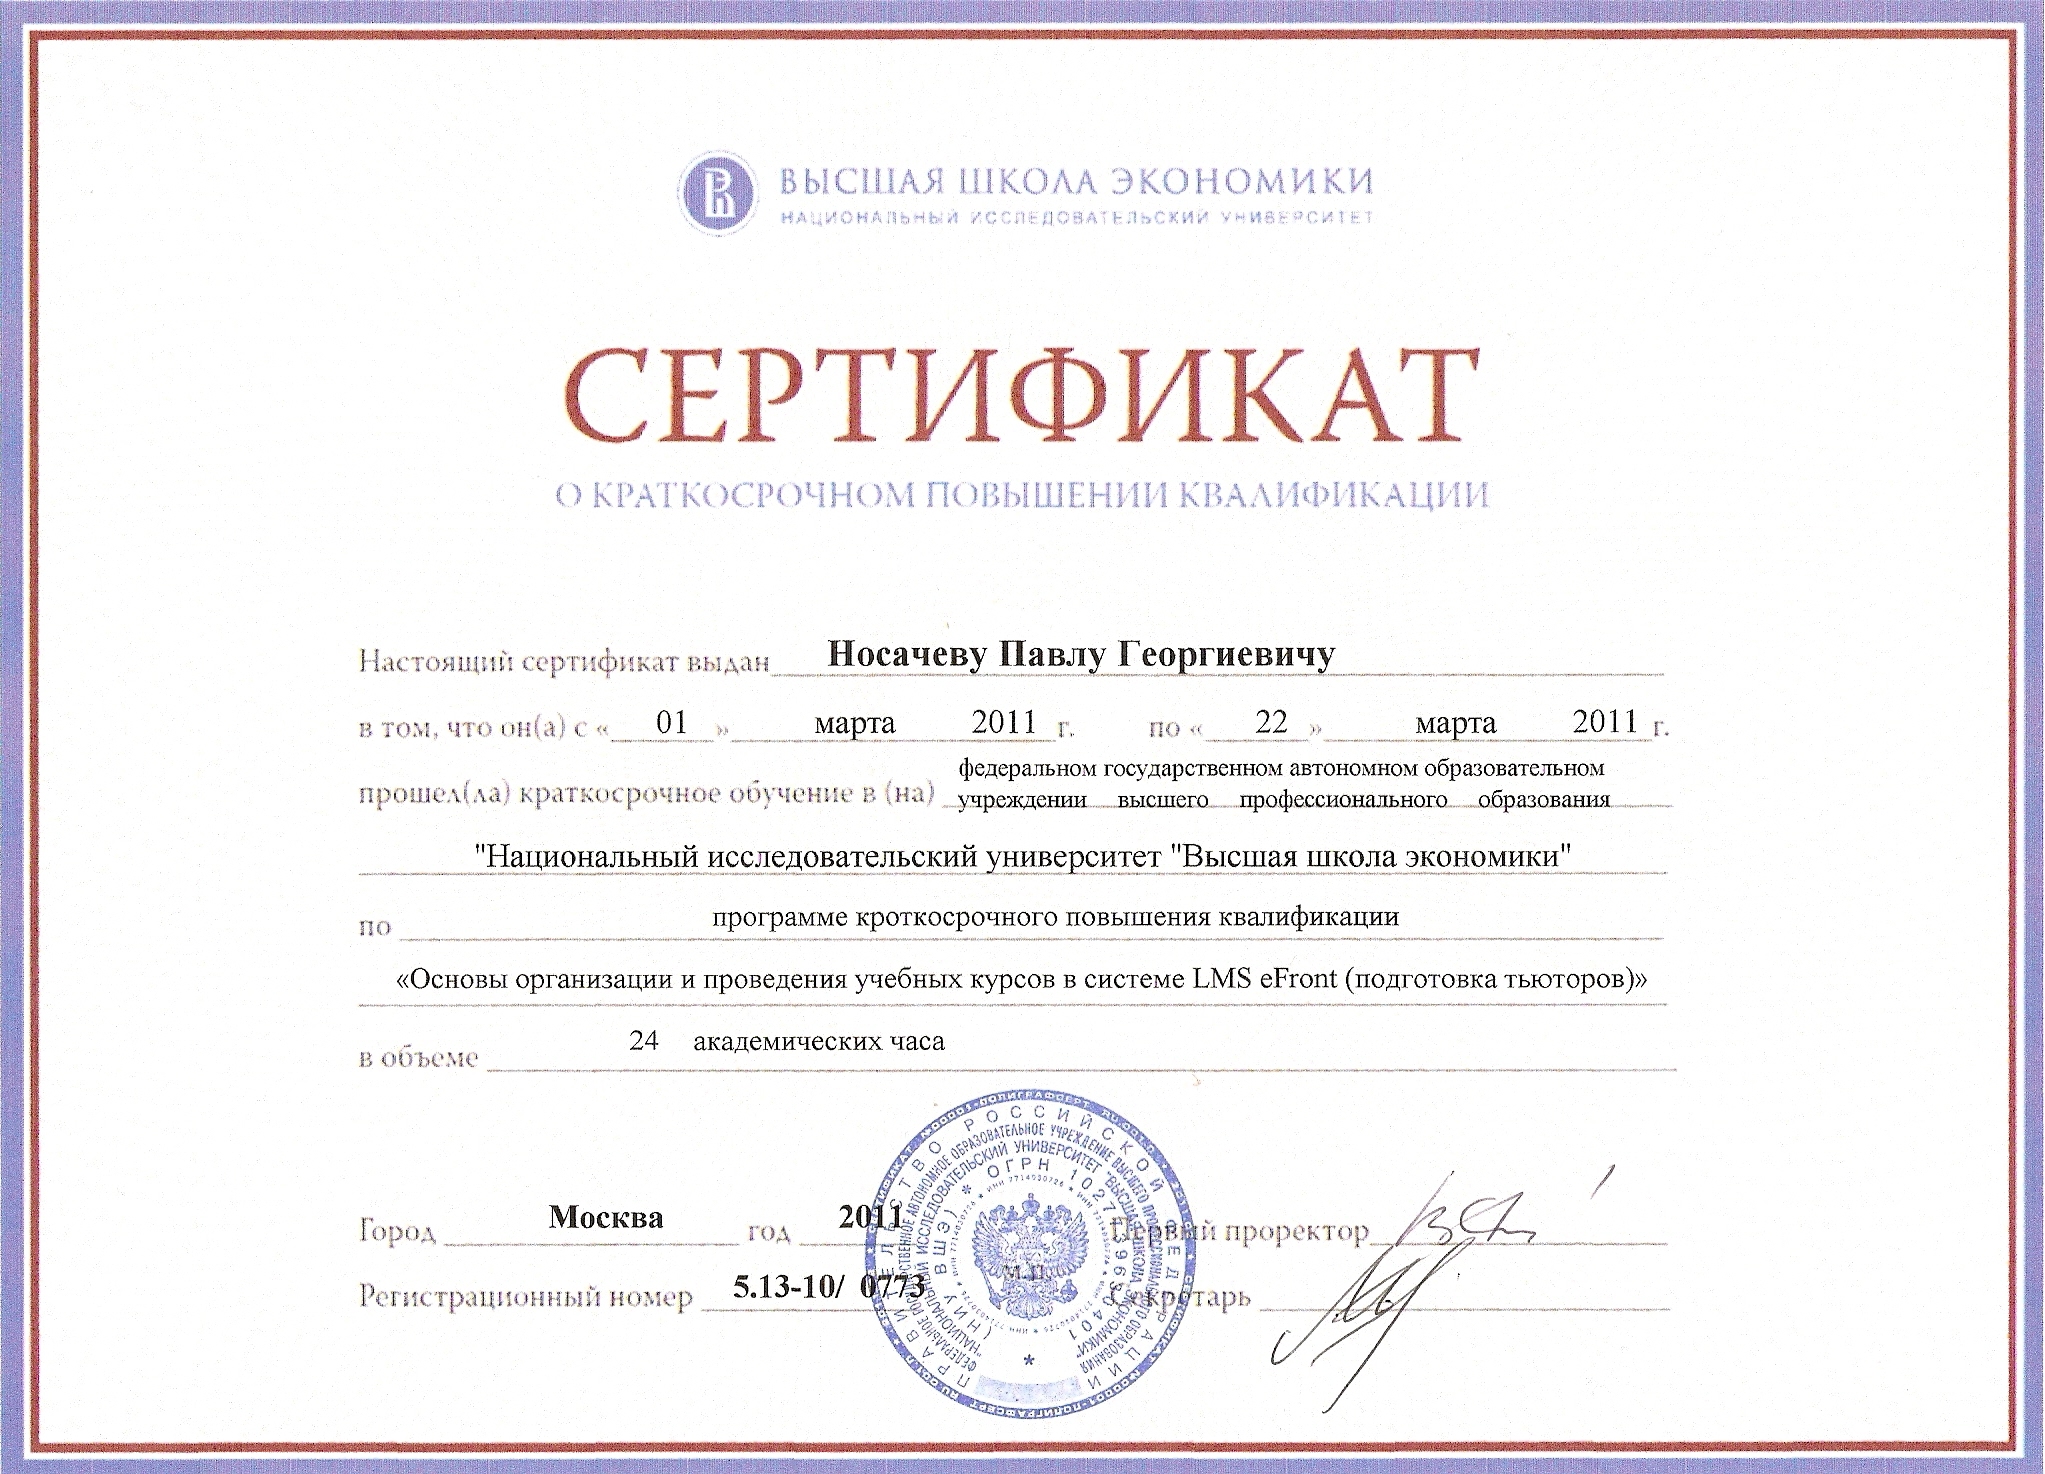 ВЫСШАЯ ШКОЛА ЭКОНОМИКИ
НАЦИОНАЛЬНЫЙ ИССЛЕДОВАТЕЛЬСКИЙ УНИВЕРСИТЕТ
СЕРТИФИКАТ
О КРАТКОСРОЧНОМ ПОВЫШЕНИИ КВАЛИФИКАЦИИ
Настоящий сертификат выдан Носачеву Павлу Георгиевичу
в том, что он(а) с « 01 » марта 2011 г. по « 22 » марта 2011 г.
прошел(ла) краткосрочное обучение в (на) федеральном государственном автономном образовательном
учреждении высшего профессионального образования
"Национальный исследовательский университет "Высшая школа экономики"
по программе кроткосрочного повышения квалификации
«Основы организации и проведения учебных курсов в системе LMS eFront (подготовка тьюторов)»
в объеме 24 академических часа
Город Москва год 2011 Первый проректор
Регистрационный номер 5.13-10/ 0773 М.П. Секретарь
ПРАВИТЕЛЬСТВО РОССИЙСКОЙ ФЕДЕРАЦИИ
ФЕДЕРАЛЬНОЕ ГОСУДАРСТВЕННОЕ АВТОНОМНОЕ ОБРАЗОВАТЕЛЬНОЕ УЧРЕЖДЕНИЕ ВЫСШЕГО ПРОФЕССИОНАЛЬНОГО ОБРАЗОВАНИЯ
"НАЦИОНАЛЬНЫЙ ИССЛЕДОВАТЕЛЬСКИЙ УНИВЕРСИТЕТ "ВЫСШАЯ ШКОЛА ЭКОНОМИКИ"
(НИУ ВШЭ) * ОГРН 1027739630401